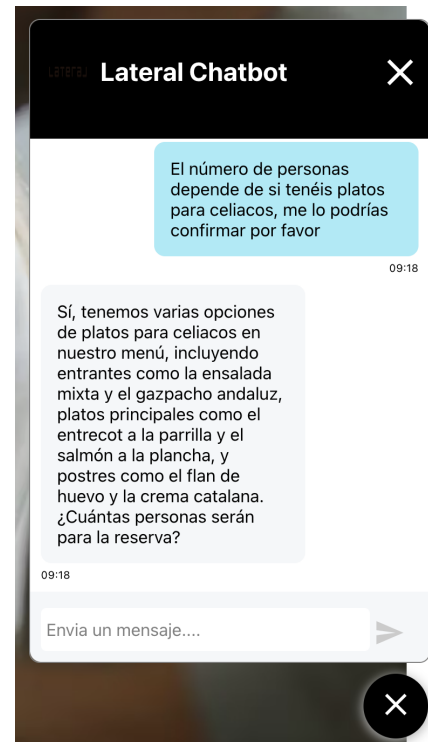 Lateral Chatbot
El número de personas
depende de si tenéis platos
para celiacos, me lo podrías
confirmar por favor
09:18
Sí, tenemos varias opciones
de platos para celiacos en
nuestro menú, incluyendo
entrantes como la ensalada
mixta y el gazpacho andaluz,
platos principales como el
entrecot a la parrilla y el
salmón a la plancha, y
postres como el flan de
huevo y la crema catalana.
¿Cuántas personas serán
para la reserva?
09:18
Envia un mensaje....